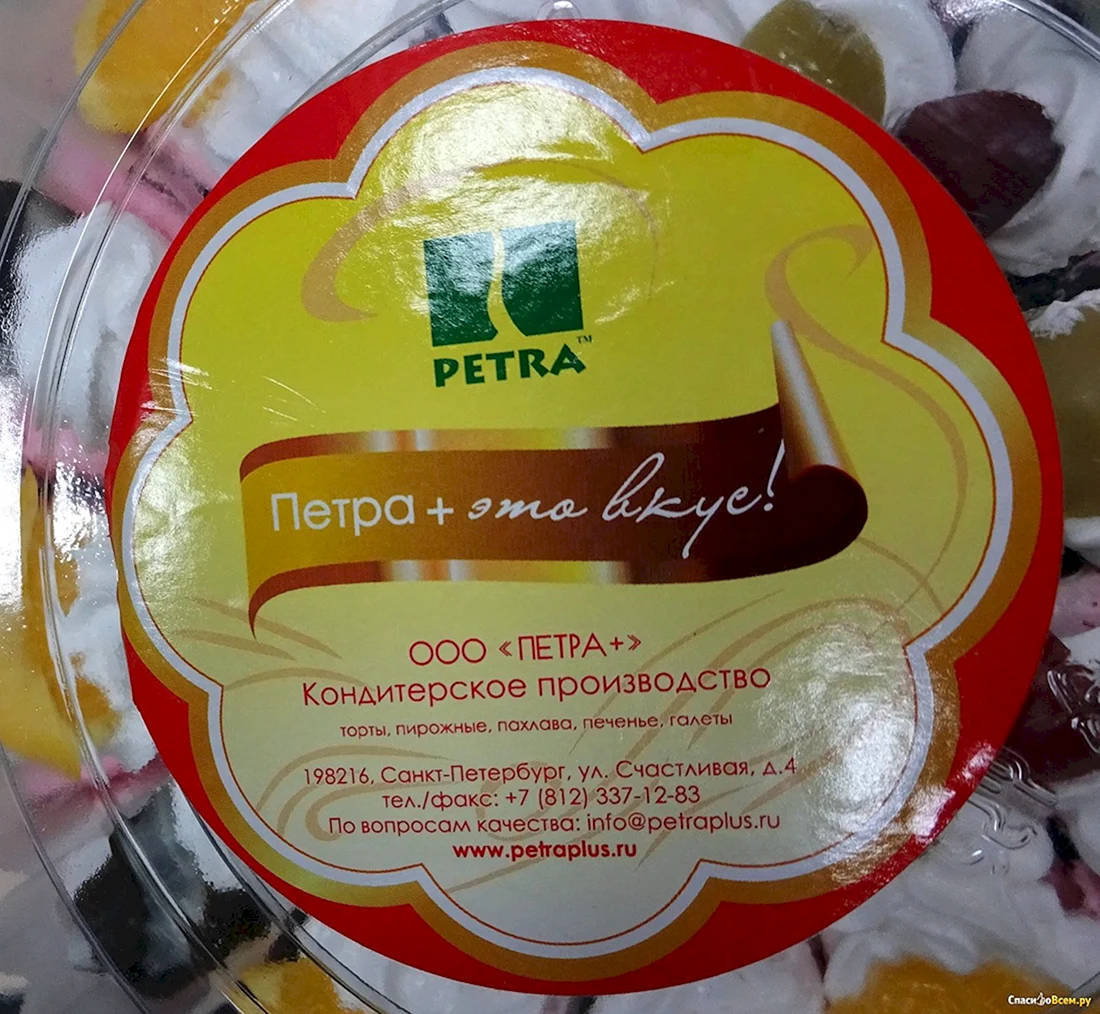 PETRA™
Петра + это вкус!
ООО «ПЕТРА+»
Кондитерское производство
торты, пирожные, пахлава, печенье, галеты
198216, Санкт-Петербург, ул. Счастливая, д.4
тел./факс: +7 (812) 337-12-83
По вопросам качества: info@petraplus.ru
www.petraplus.ru
СпасибоВсем.ру